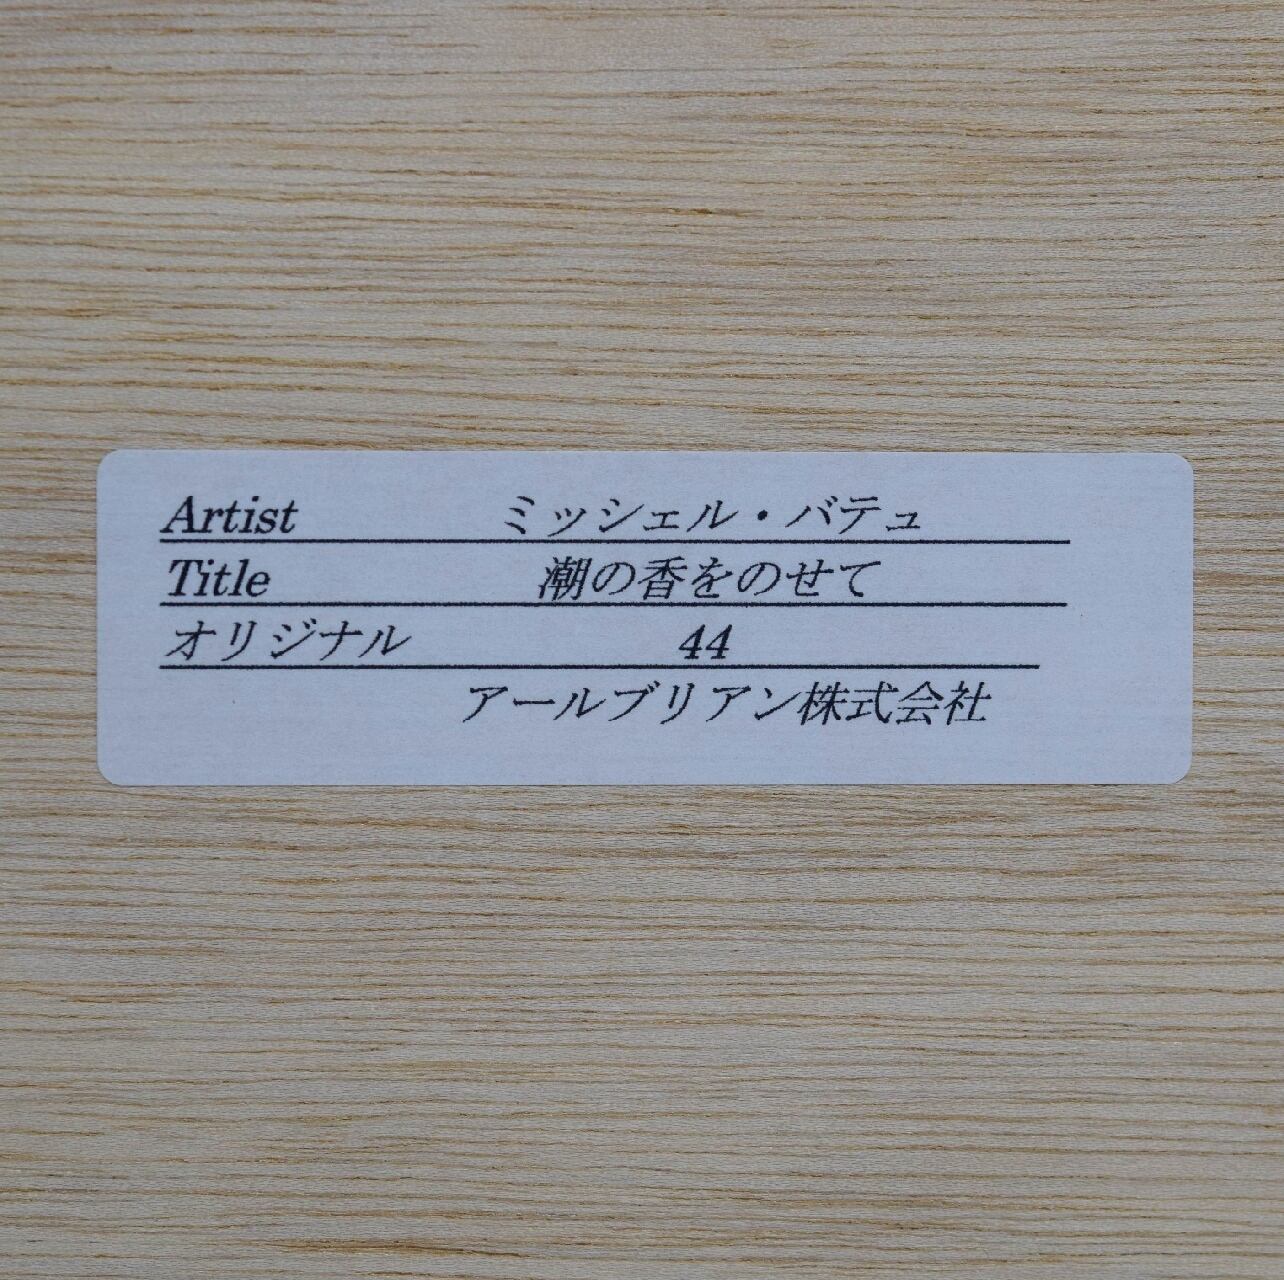 Artist ミッシェル・バテュ
Title 潮の香をのせて
オリジナル 44
アールブリアン株式会社